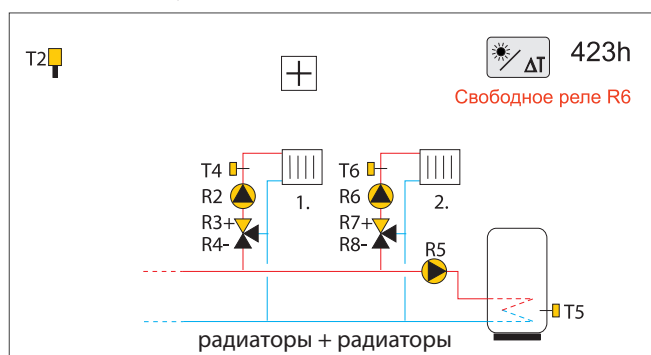 T2
ΔT
423h
Свободное реле R6
T4
T6
R2
R6
1.
2.
R3+
R7+
R4-
R8-
R5
T5
радиаторы + радиаторы